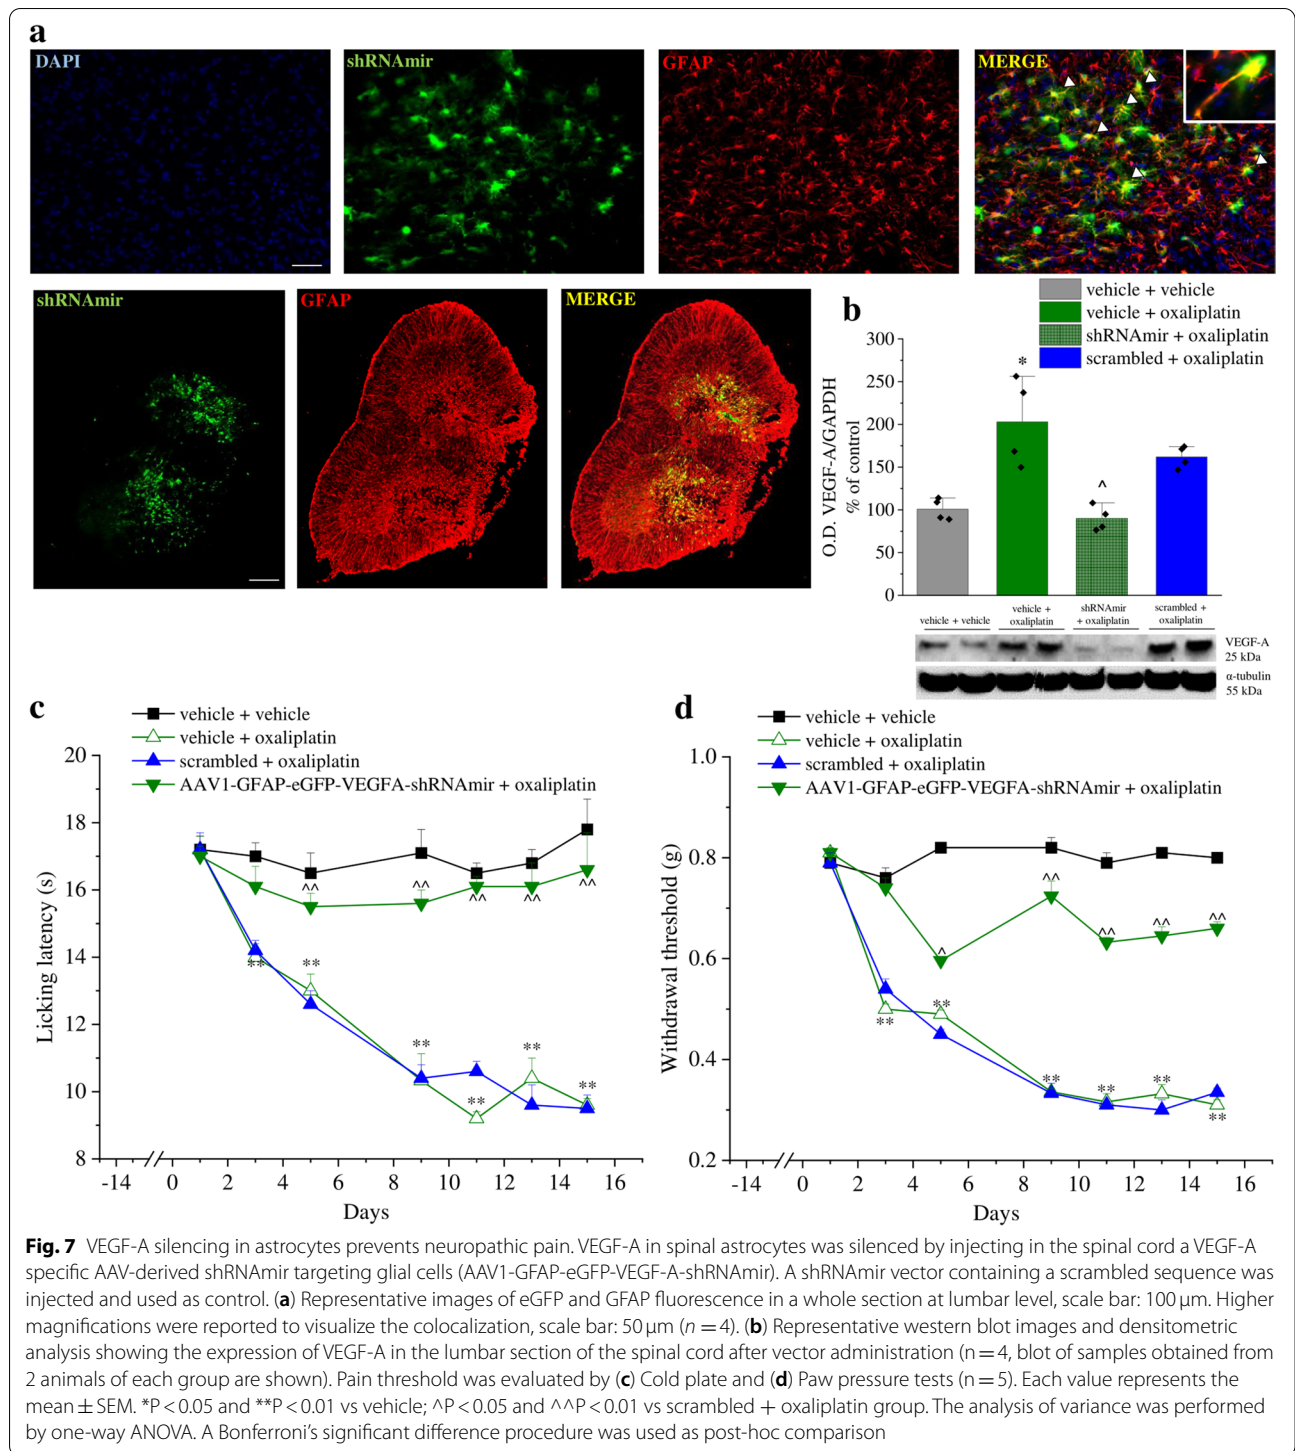 a
DAPI
shRNAmir
GFAP
MERGE
shRNAmir
GFAP
MERGE
b
vehicle + vehicle
vehicle + oxaliplatin
shRNAmir + oxaliplatin
scrambled + oxaliplatin
O.D. VEGF-A/GAPDH
% of control
300
250
200
150
100
50
0
*
^
vehicle + vehicle
vehicle +
oxaliplatin
shRNAmir
+ oxaliplatin
scrambled +
oxaliplatin
VEGF-A
25 kDa
α-tubulin
55 kDa
c
vehicle + vehicle
vehicle + oxaliplatin
scrambled + oxaliplatin
AAV1-GFAP-eGFP-VEGFA-shRNAmir + oxaliplatin
Licking latency (s)
20
18
16
14
12
10
8
^^ ^^ ^^ ^^ ^^
** ** ** ** ** **
-14 0 2 4 6 8 10 12 14 16
Days
d
vehicle + vehicle
vehicle + oxaliplatin
scrambled + oxaliplatin
AAV1-GFAP-eGFP-VEGFA-shRNAmir + oxaliplatin
Withdrawal threshold (g)
1.0
0.8
0.6
0.4
0.2
^ ^^ ^^ ^^ ^^
** ** ** ** ** **
-14 0 2 4 6 8 10 12 14 16
Days
Fig. 7 VEGF-A silencing in astrocytes prevents neuropathic pain. VEGF-A in spinal astrocytes was silenced by injecting in the spinal cord a VEGF-A
specific AAV-derived shRNAmir targeting glial cells (AAV1-GFAP-eGFP-VEGF-A-shRNAmir). A shRNAmir vector containing a scrambled sequence was
injected and used as control. (a) Representative images of eGFP and GFAP fluorescence in a whole section at lumbar level, scale bar: 100 µm. Higher
magnifications were reported to visualize the colocalization, scale bar: 50 µm (n = 4). (b) Representative western blot images and densitometric
analysis showing the expression of VEGF-A in the lumbar section of the spinal cord after vector administration (n = 4, blot of samples obtained from
2 animals of each group are shown). Pain threshold was evaluated by (c) Cold plate and (d) Paw pressure tests (n = 5). Each value represents the
mean ± SEM. *P < 0.05 and **P < 0.01 vs vehicle; ^P < 0.05 and ^^P < 0.01 vs scrambled + oxaliplatin group. The analysis of variance was performed
by one-way ANOVA. A Bonferroni's significant difference procedure was used as post-hoc comparison